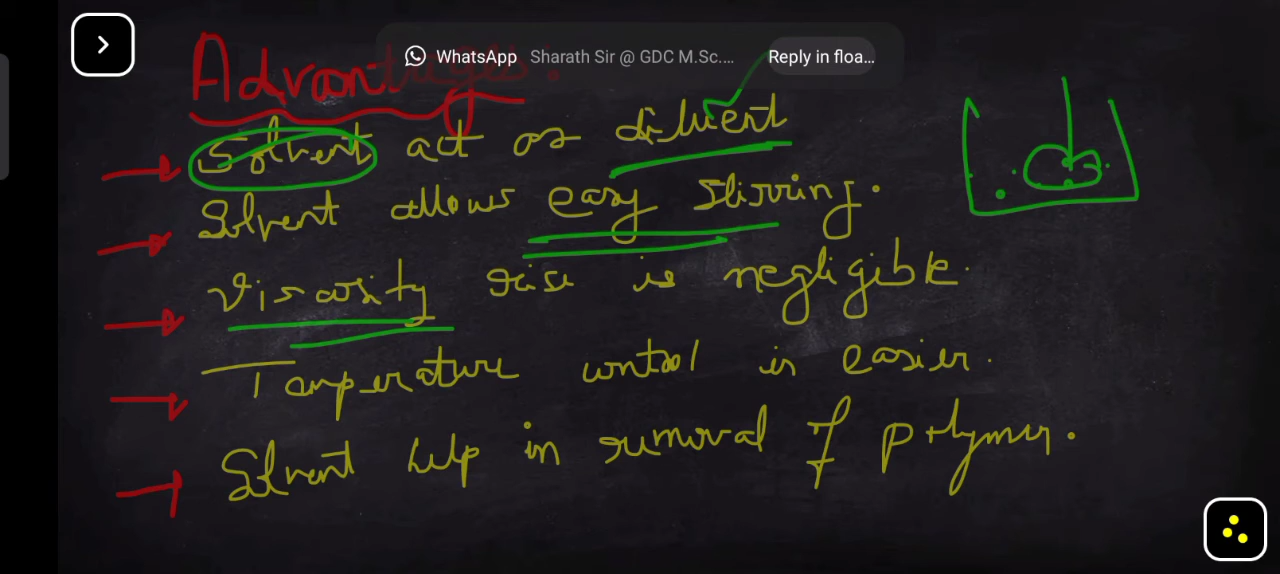 WhatsApp Sharath Sir @ GDC M.Sc.... Reply in floa...
Advantages:
Solvent act as diluent
Solvent allows easy stirring.
Viscosity rise is negligible.
Temperature control is easier.
Solvent help in removal of polymer.